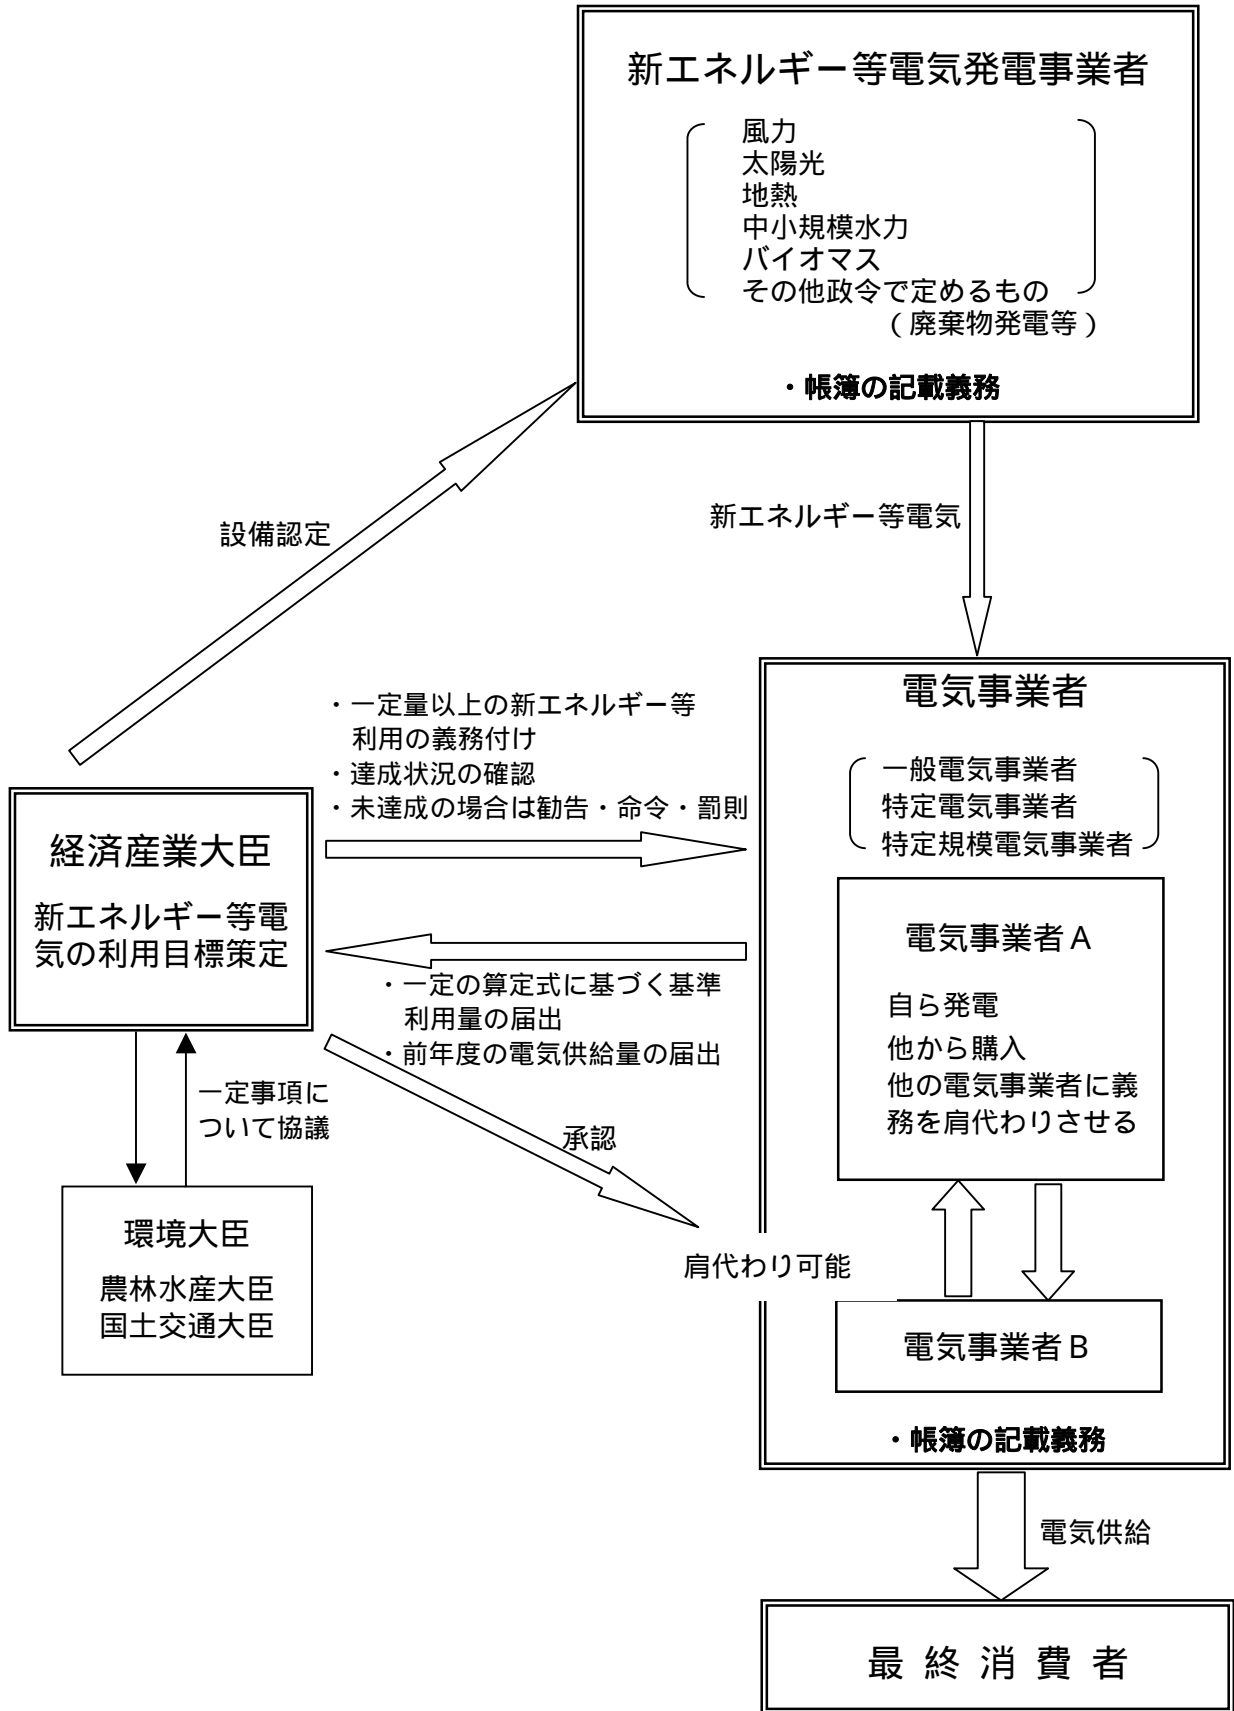 新エネルギー等電気発電事業者
風力
太陽光
地熱
中小規模水力
バイオマス
その他政令で定めるもの
（廃棄物発電等）
・帳簿の記載義務
設備認定
新エネルギー等電気
・一定量以上の新エネルギー等
利用の義務付け
・達成状況の確認
・未達成の場合は勧告・命令・罰則
経済産業大臣
新エネルギー等電
気の利用目標策定
・一定の算定式に基づく基準
利用量の届出
・前年度の電気供給量の届出
一定事項に
ついて協議
承認
環境大臣
農林水産大臣
国土交通大臣
電気事業者
一般電気事業者
特定電気事業者
特定規模電気事業者
電気事業者A
自ら発電
他から購入
他の電気事業者に義
務を肩代わりさせる
肩代わり可能
電気事業者B
・帳簿の記載義務
電気供給
最終消費者